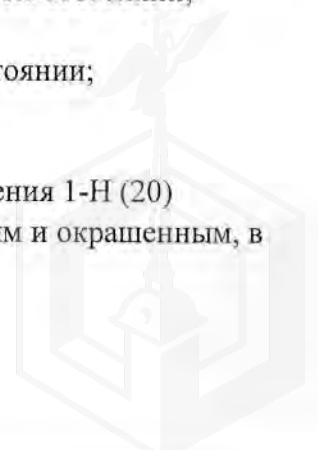 тоянии;
ения 1-Н (20)
м и окрашенным, в